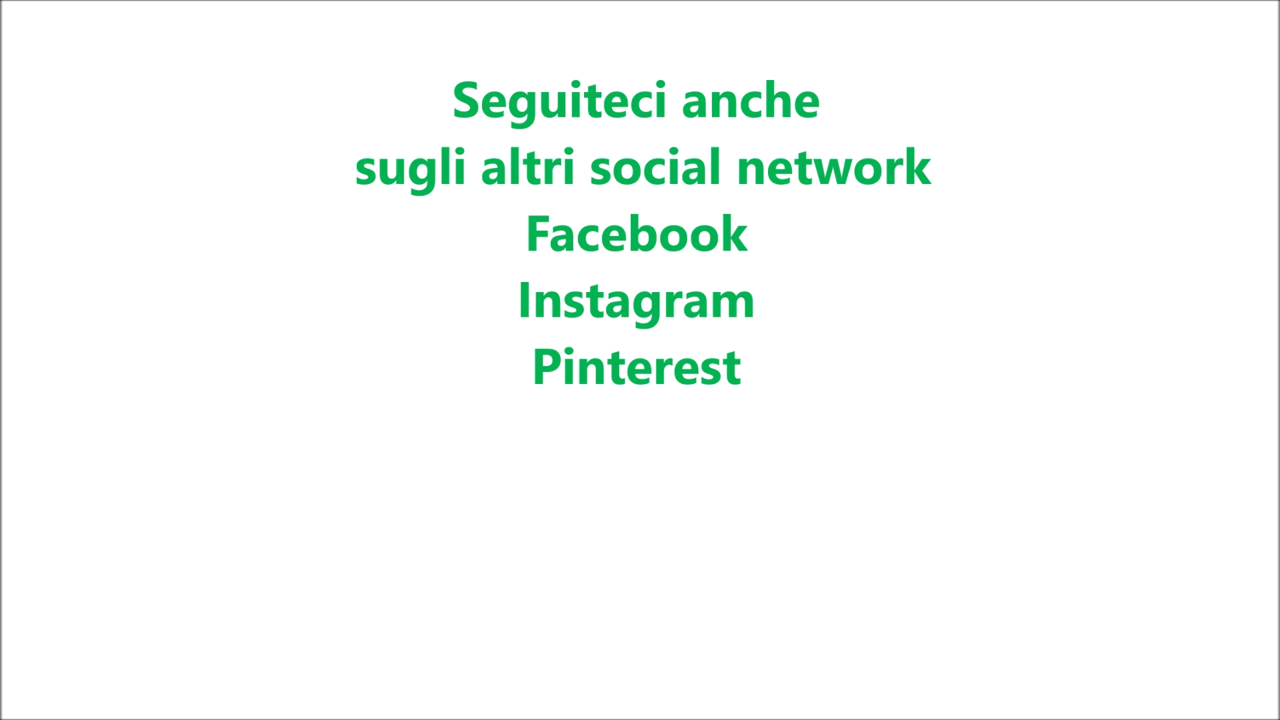 Seguiteci anche
sugli altri social network
Facebook
Instagram
Pinterest